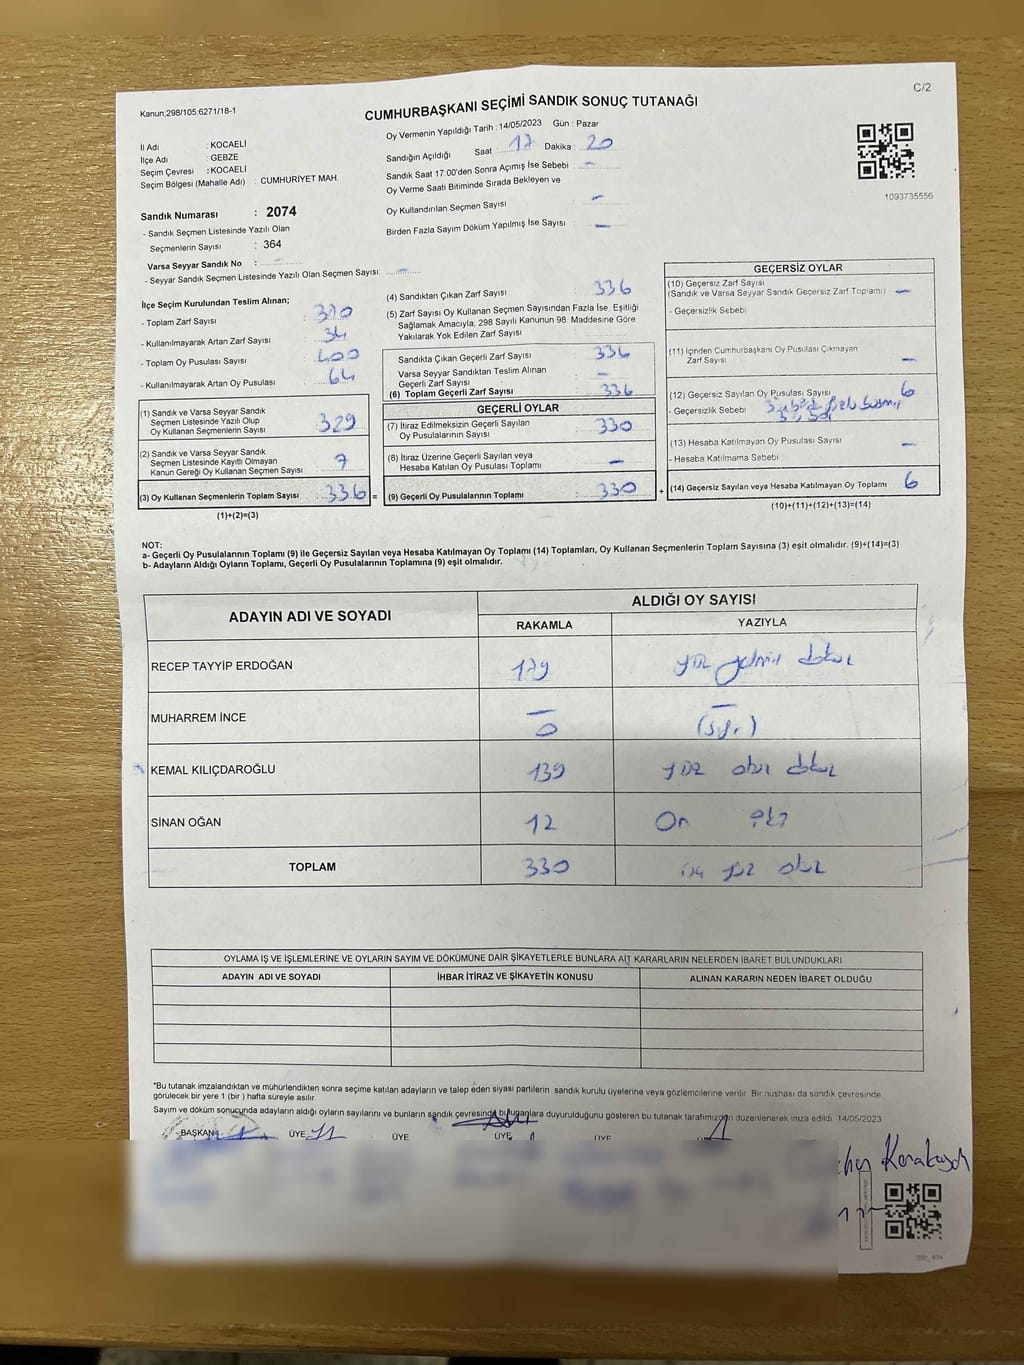 C/2
Kanun:298/105,6271/18-1
CUMHURBAŞKANI SEÇİMİ SANDIK SONUÇ TUTANAĞI
İl Adı : KOCAELİ
İlçe Adı : GEBZE
Seçim Çevresi : KOCAELİ
Seçim Bölgesi (Mahalle Adı) : CUMHURİYET MAH.
Sandık Numarası : 2074
- Sandık Seçmen Listesinde Yazılı Olan
Seçmenlerin Sayısı : 364
Varsa Seyyar Sandık No : -
- Seyyar Sandık Seçmen Listesinde Yazılı Olan Seçmen Sayısı: -
Oy Vermenin Yapıldığı Tarih : 14/05/2023 Gün : Pazar
Sandığın Açıldığı Saat : 17 Dakika : 20
Sandık Saat 17.00'den Sonra Açımış İse Sebebi : -
Oy Verme Saati Bitiminde Sırada Bekleyen ve
Oy Kullandırılan Seçmen Sayısı : -
Birden Fazla Sayım Döküm Yapılmış İse Sayısı : -
1093735556
İlçe Seçim Kurulundan Teslim Alınan;
- Toplam Zarf Sayısı : 370
- Kullanılmayarak Artan Zarf Sayısı : 34
- Toplam Oy Pusulası Sayısı : 400
- Kullanılmayarak Artan Oy Pusulası : 64
(1) Sandık ve Varsa Seyyar Sandık
Seçmen Listesinde Yazılı Olup
Oy Kullanan Seçmenlerin Sayısı : 329
(2) Sandık ve Varsa Seyyar Sandık
Seçmen Listesinde Kayıtlı Olmayan
Kanun Gereği Oy Kullanan Seçmen Sayısı : 7
(3) Oy Kullanan Seçmenlerin Toplam Sayısı : 336 =
(1)+(2)=(3)
(4) Sandıktan Çıkan Zarf Sayısı : 336
(5) Zarf Sayısı Oy Kullanan Seçmen Sayısından Fazla İse, Eşitliği
Sağlamak Amacıyla, 298 Sayılı Kanunun 98. Maddesine Göre
Yakılarak Yok Edilen Zarf Sayısı
Sandıkta Çıkan Geçerli Zarf Sayısı : 336
Varsa Seyyar Sandıktan Teslim Alınan
Geçerli Zarf Sayısı : -
(6) Toplam Geçerli Zarf Sayısı : 336
GEÇERLİ OYLAR
(7) İtiraz Edilmeksizin Geçerli Sayılan
Oy Pusulalarının Sayısı : 330
(8) İtiraz Üzerine Geçerli Sayılan veya
Hesaba Katılan Oy Pusulası Toplamı : -
(9) Geçerli Oy Pusulalarının Toplamı : 330 +
GEÇERSİZ OYLAR
(10) Geçersiz Zarf Sayısı
(Sandık ve Varsa Seyyar Sandık Geçersiz Zarf Toplamı) : -
- Geçersizlik Sebebi
(11) İçinden Cumhurbaşkanı Oy Pusulası Çıkmayan
Zarf Sayısı : -
(12) Geçersiz Sayılan Oy Pusulası Sayısı : 6
- Geçersizlik Sebebi
(13) Hesaba Katılmayan Oy Pusulası Sayısı : -
- Hesaba Katılmama Sebebi
(14) Geçersiz Sayılan veya Hesaba Katılmayan Oy Toplamı : 6
(10)+(11)+(12)+(13)=(14)
NOT:
a- Geçerli Oy Pusulalarının Toplamı (9) ile Geçersiz Sayılan veya Hesaba Katılmayan Oy Toplamı (14) Toplamları, Oy Kullanan Seçmenlerin Toplam Sayısına (3) eşit olmalıdır. (9)+(14)=(3)
b- Adayların Aldığı Oyların Toplamı, Geçerli Oy Pusulalarının Toplamına (9) eşit olmalıdır.
ADAYIN ADI VE SOYADI ALDIĞI OY SAYISI
RAKAMLA YAZIYLA
RECEP TAYYİP ERDOĞAN 179 yüz yetmiş dokuz
MUHARREM İNCE - 0 - (sıfır)
KEMAL KILIÇDAROĞLU 139 yüz otuz dokuz
SİNAN OĞAN 12 On iki
TOPLAM 330 üç yüz otuz
OYLAMA İŞ VE İŞLEMLERİNE VE OYLARIN SAYIM VE DÖKÜMÜNE DAİR ŞİKAYETLERLE BUNLARA AİT KARARLARIN NELERDEN İBARET BULUNDUKLARI
ADAYIN ADI VE SOYADI İHBAR İTİRAZ VE ŞİKAYETİN KONUSU ALINAN KARARIN NEDEN İBARET OLDUĞU
*Bu tutanak imzalandıktan ve mühürlendikten sonra seçime katılan adayların ve talep eden siyasi partilerin sandık kurulu üyelerine veya gözlemcilerine verilir. Bir nushası da sandık çevresinde
görülecek bir yere 1 (bir) hafta süreyle asılır.
Sayım ve döküm sonucunda adayların aldığı oyların sayılarını ve bunların sandık çevresinde bulunanlara duyurulduğunu gösteren bu tutanak tarafımızdan düzenlenerek imza edildi. 14/05/2023
BAŞKAN ÜYE ÜYE ÜYE ÜYE